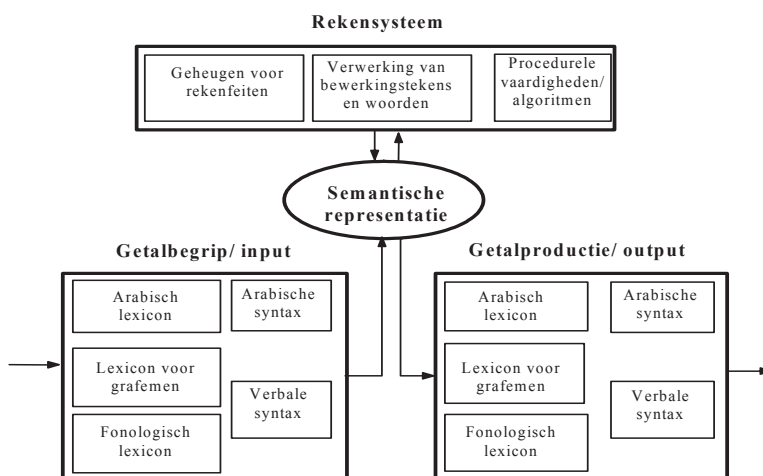 Rekensysteem
Geheugen voor
rekenfeiten
Verwerking van
bewerkingstekens
en woorden
Procedurele
vaardigheden/
algoritmen
Semantische
representatie
Getalbegrip/ input
Arabisch
lexicon
Arabische
syntax
Lexicon voor
grafemen
Verbale
syntax
Fonologisch
lexicon
Getalproductie/ output
Arabisch
lexicon
Arabische
syntax
Lexicon voor
grafemen
Verbale
syntax
Fonologisch
lexicon